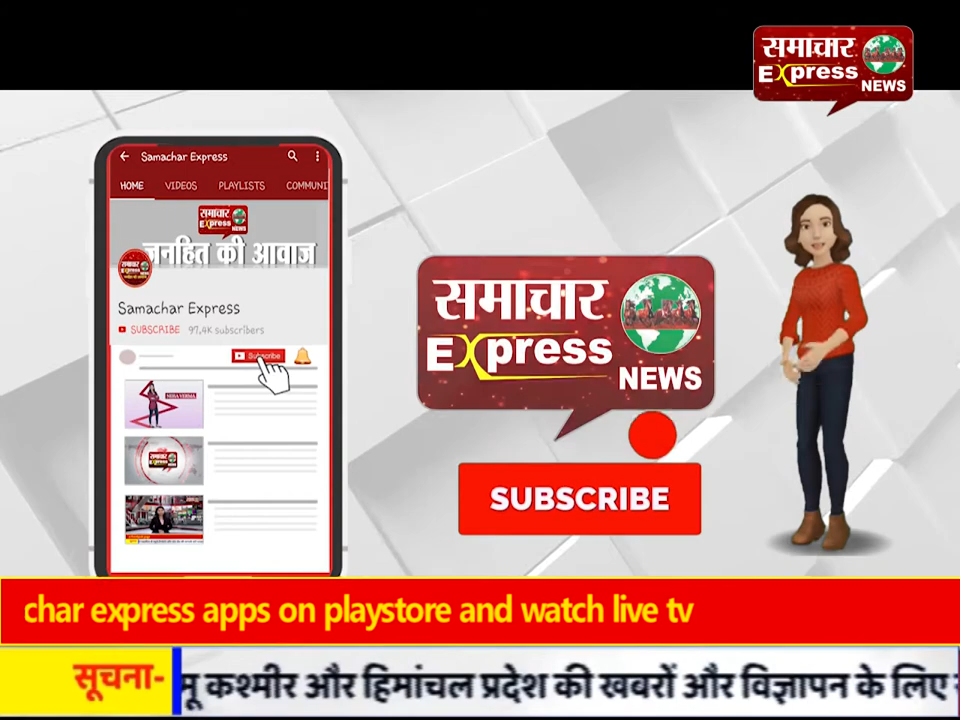 समाचार
Express
NEWS
Samachar Express
HOME VIDEOS PLAYLISTS COMMUNI
समाचार
Express
NEWS
जनहित की आवाज
Samachar Express
SUBSCRIBE 97.4K subscribers
Subscribe
समाचार
Express
NEWS
SUBSCRIBE
char express apps on playstore and watch live tv
सूचना- मू कश्मीर और हिमांचल प्रदेश की खबरों और विज्ञापन के लिए